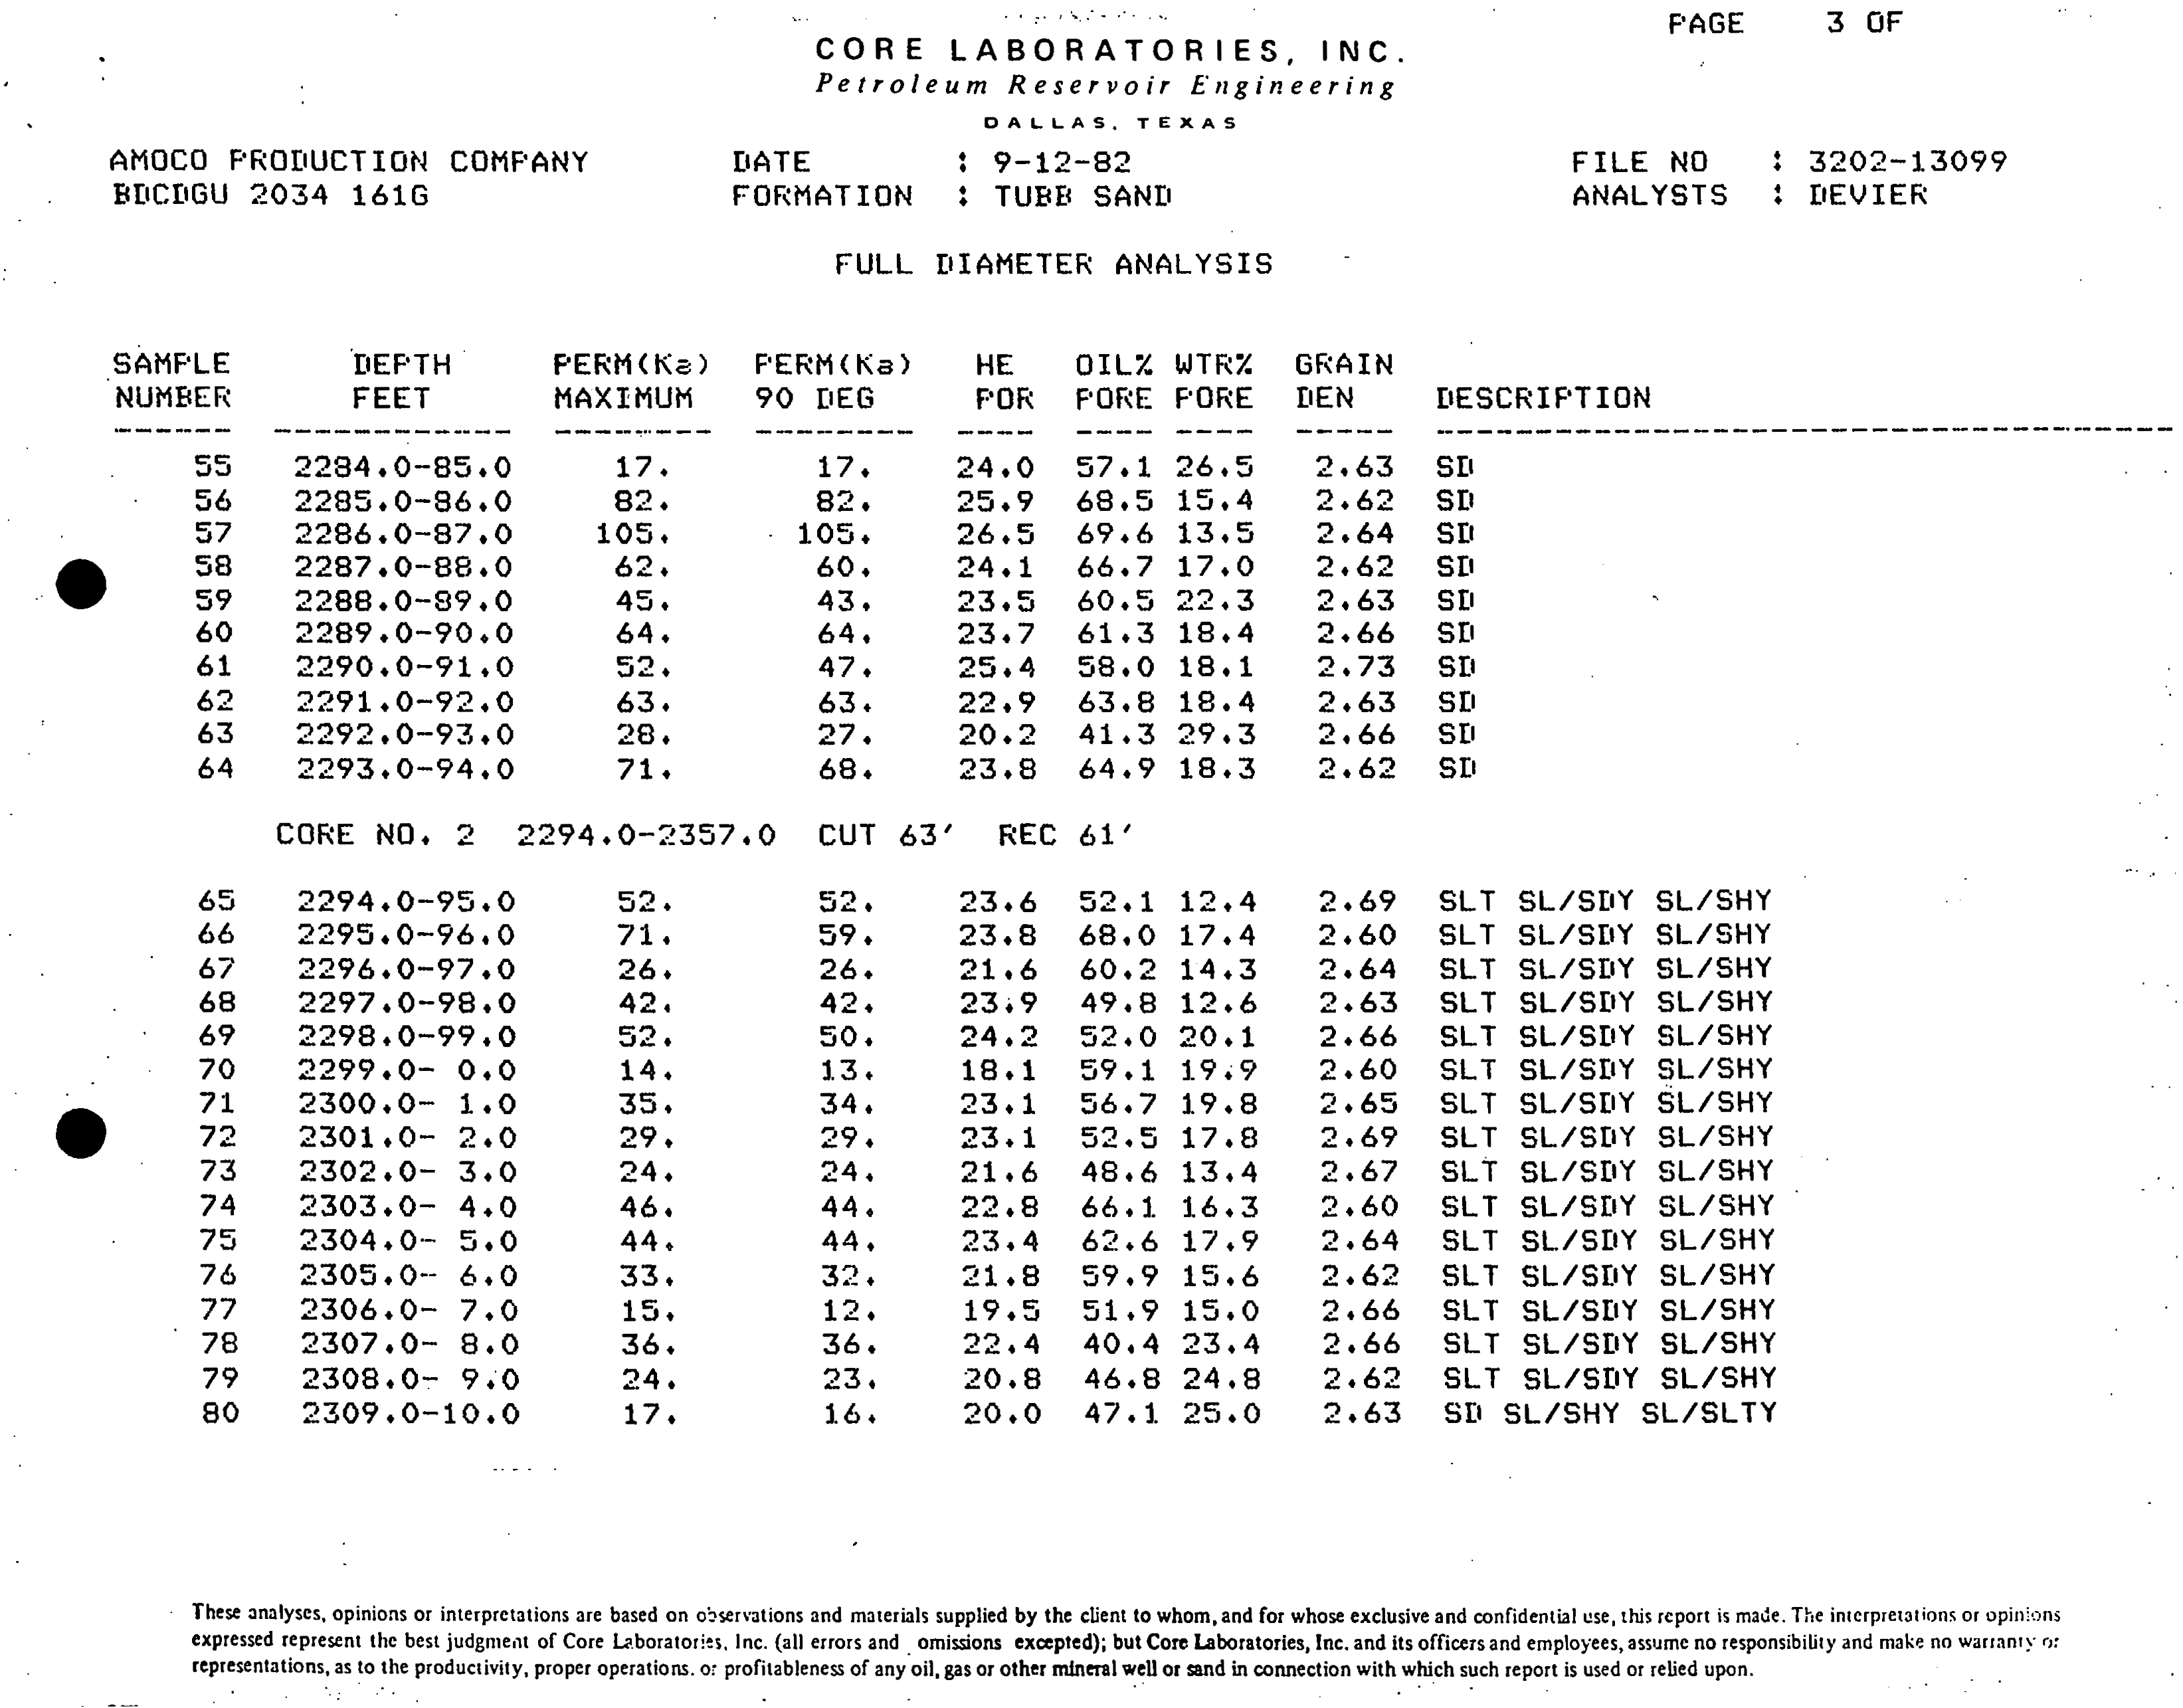 PAGE 3 OF
CORE LABORATORIES, INC.
Petroleum Reservoir Engineering
DALLAS, TEXAS
AMOCO PRODUCTION COMPANY DATE : 9-12-82 FILE NO : 3202-13099
BDCDGU 2034 161G FORMATION : TUBB SAND ANALYSTS : DEVIER
FULL DIAMETER ANALYSIS
SAMPLE DEPTH PERM(Ka) PERM(Ka) HE OIL% WTR% GRAIN
NUMBER FEET MAXIMUM 90 DEG POR PORE PORE DEN DESCRIPTION
55 2284.0-85.0 17. 17. 24.0 57.1 26.5 2.63 SD
56 2285.0-86.0 82. 82. 25.9 68.5 15.4 2.62 SD
57 2286.0-87.0 105. 105. 26.5 69.6 13.5 2.64 SD
58 2287.0-88.0 62. 60. 24.1 66.7 17.0 2.62 SD
59 2288.0-89.0 45. 43. 23.5 60.5 22.3 2.63 SD
60 2289.0-90.0 64. 64. 23.7 61.3 18.4 2.66 SD
61 2290.0-91.0 52. 47. 25.4 58.0 18.1 2.73 SD
62 2291.0-92.0 63. 63. 22.9 63.8 18.4 2.63 SD
63 2292.0-93.0 28. 27. 20.2 41.3 29.3 2.66 SD
64 2293.0-94.0 71. 68. 23.8 64.9 18.3 2.62 SD
CORE NO. 2 2294.0-2357.0 CUT 63' REC 61'
65 2294.0-95.0 52. 52. 23.6 52.1 12.4 2.69 SLT SL/SDY SL/SHY
66 2295.0-96.0 71. 59. 23.8 68.0 17.4 2.60 SLT SL/SDY SL/SHY
67 2296.0-97.0 26. 26. 21.6 60.2 14.3 2.64 SLT SL/SDY SL/SHY
68 2297.0-98.0 42. 42. 23.9 49.8 12.6 2.63 SLT SL/SDY SL/SHY
69 2298.0-99.0 52. 50. 24.2 52.0 20.1 2.66 SLT SL/SDY SL/SHY
70 2299.0- 0.0 14. 13. 18.1 59.1 19.9 2.60 SLT SL/SDY SL/SHY
71 2300.0- 1.0 35. 34. 23.1 56.7 19.8 2.65 SLT SL/SDY SL/SHY
72 2301.0- 2.0 29. 29. 23.1 52.5 17.8 2.69 SLT SL/SDY SL/SHY
73 2302.0- 3.0 24. 24. 21.6 48.6 13.4 2.67 SLT SL/SDY SL/SHY
74 2303.0- 4.0 46. 44. 22.8 66.1 16.3 2.60 SLT SL/SDY SL/SHY
75 2304.0- 5.0 44. 44. 23.4 62.6 17.9 2.64 SLT SL/SDY SL/SHY
76 2305.0- 6.0 33. 32. 21.8 59.9 15.6 2.62 SLT SL/SDY SL/SHY
77 2306.0- 7.0 15. 12. 19.5 51.9 15.0 2.66 SLT SL/SDY SL/SHY
78 2307.0- 8.0 36. 36. 22.4 40.4 23.4 2.66 SLT SL/SDY SL/SHY
79 2308.0- 9.0 24. 23. 20.8 46.8 24.8 2.62 SLT SL/SDY SL/SHY
80 2309.0-10.0 17. 16. 20.0 47.1 25.0 2.63 SD SL/SHY SL/SLTY
These analyses, opinions or interpretations are based on observations and materials supplied by the client to whom, and for whose exclusive and confidential use, this report is made. The interpretations or opinions
expressed represent the best judgment of Core Laboratories, Inc. (all errors and omissions excepted); but Core Laboratories, Inc. and its officers and employees, assume no responsibility and make no warranty or
representations, as to the productivity, proper operations. or profitableness of any oil, gas or other mineral well or sand in connection with which such report is used or relied upon.